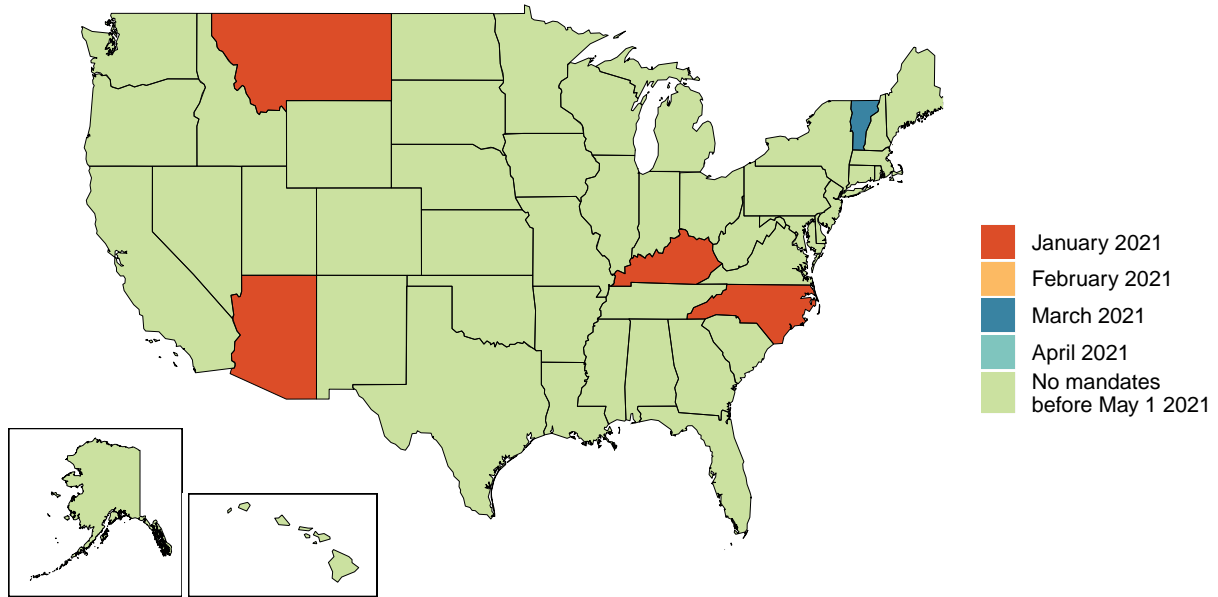 January 2021
February 2021
March 2021
April 2021
No mandates
before May 1 2021